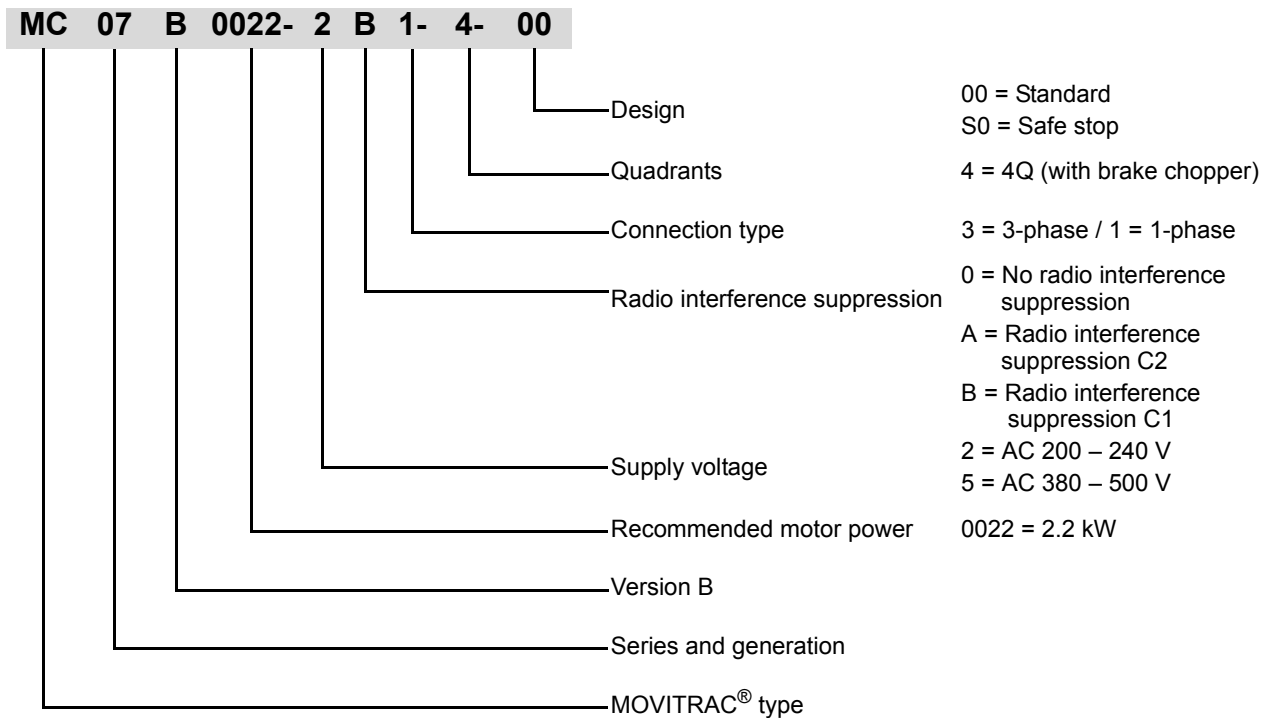 MC 07 B 0022- 2 B 1- 4- 00
Design
00 = Standard
S0 = Safe stop
Quadrants
4 = 4Q (with brake chopper)
Connection type
3 = 3-phase / 1 = 1-phase
Radio interference suppression
0 = No radio interference
suppression
A = Radio interference
suppression C2
B = Radio interference
suppression C1
Supply voltage
2 = AC 200 – 240 V
5 = AC 380 – 500 V
Recommended motor power
0022 = 2.2 kW
Version B
Series and generation
MOVITRAC® type